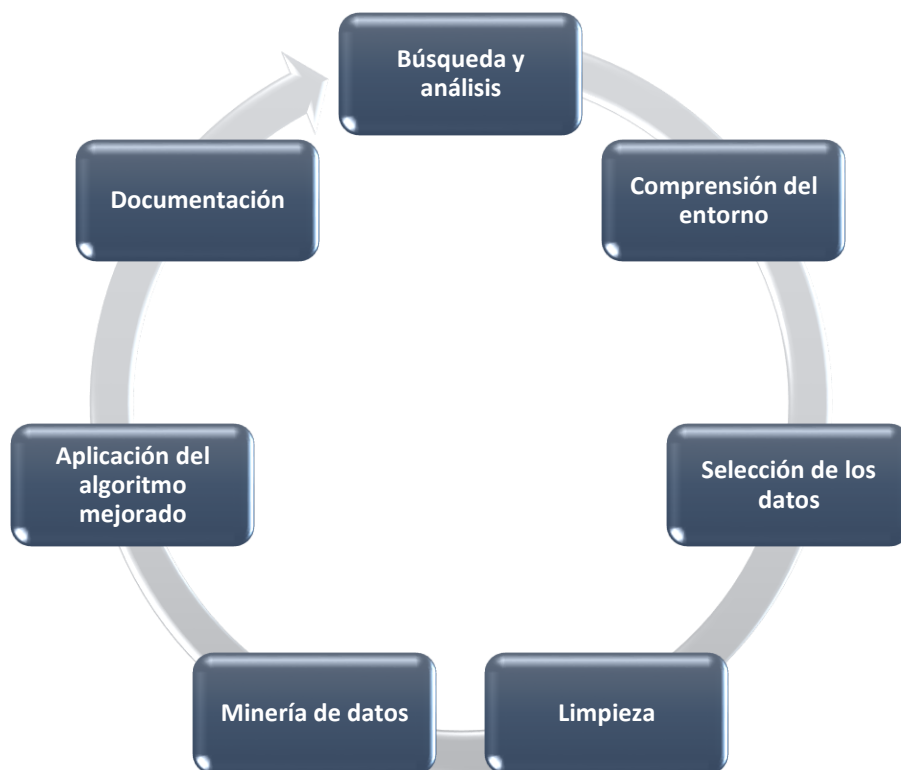 Búsqueda y
análisis
Comprensión del
entorno
Selección de los
datos
Limpieza
Minería de datos
Aplicación del
algoritmo
mejorado
Documentación